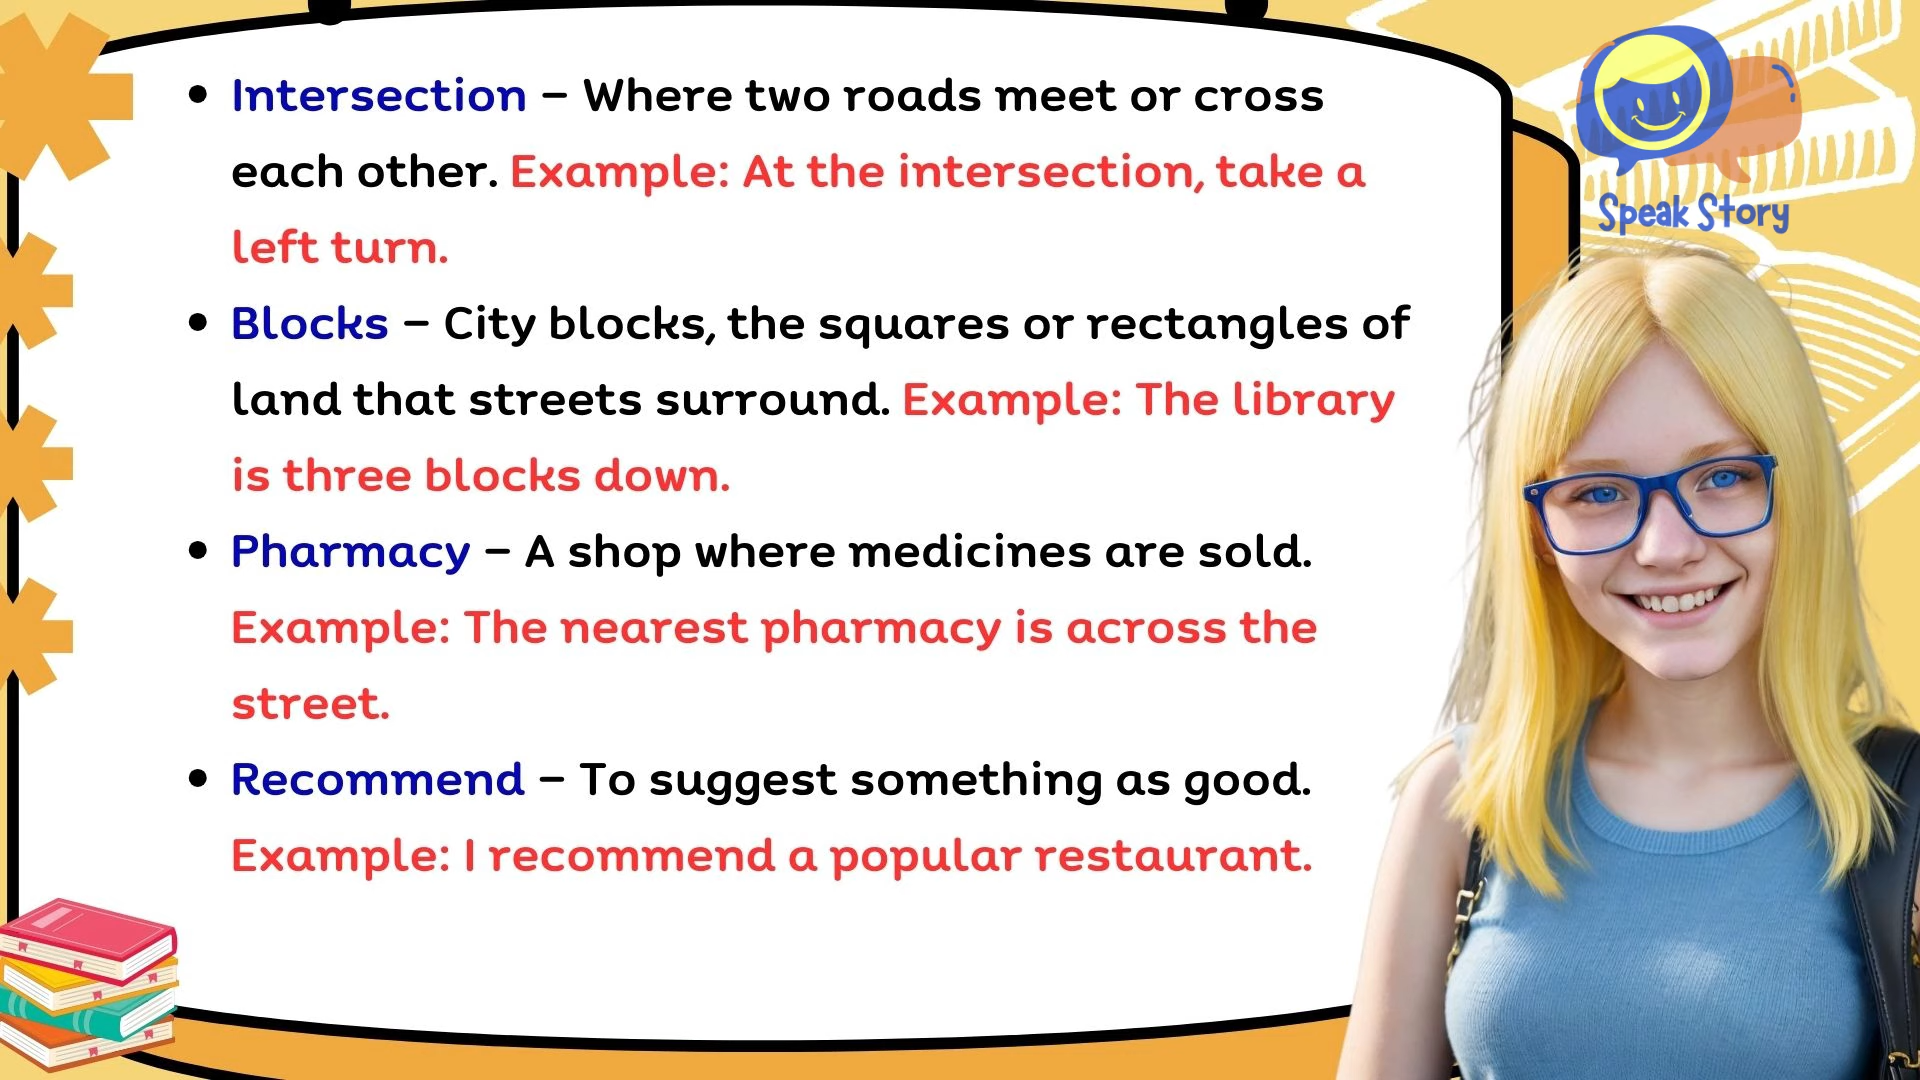 • Intersection – Where two roads meet or cross
each other. Example: At the intersection, take a
left turn.
• Blocks – City blocks, the squares or rectangles of
land that streets surround. Example: The library
is three blocks down.
• Pharmacy – A shop where medicines are sold.
Example: The nearest pharmacy is across the
street.
• Recommend – To suggest something as good.
Example: I recommend a popular restaurant.
Speak Story